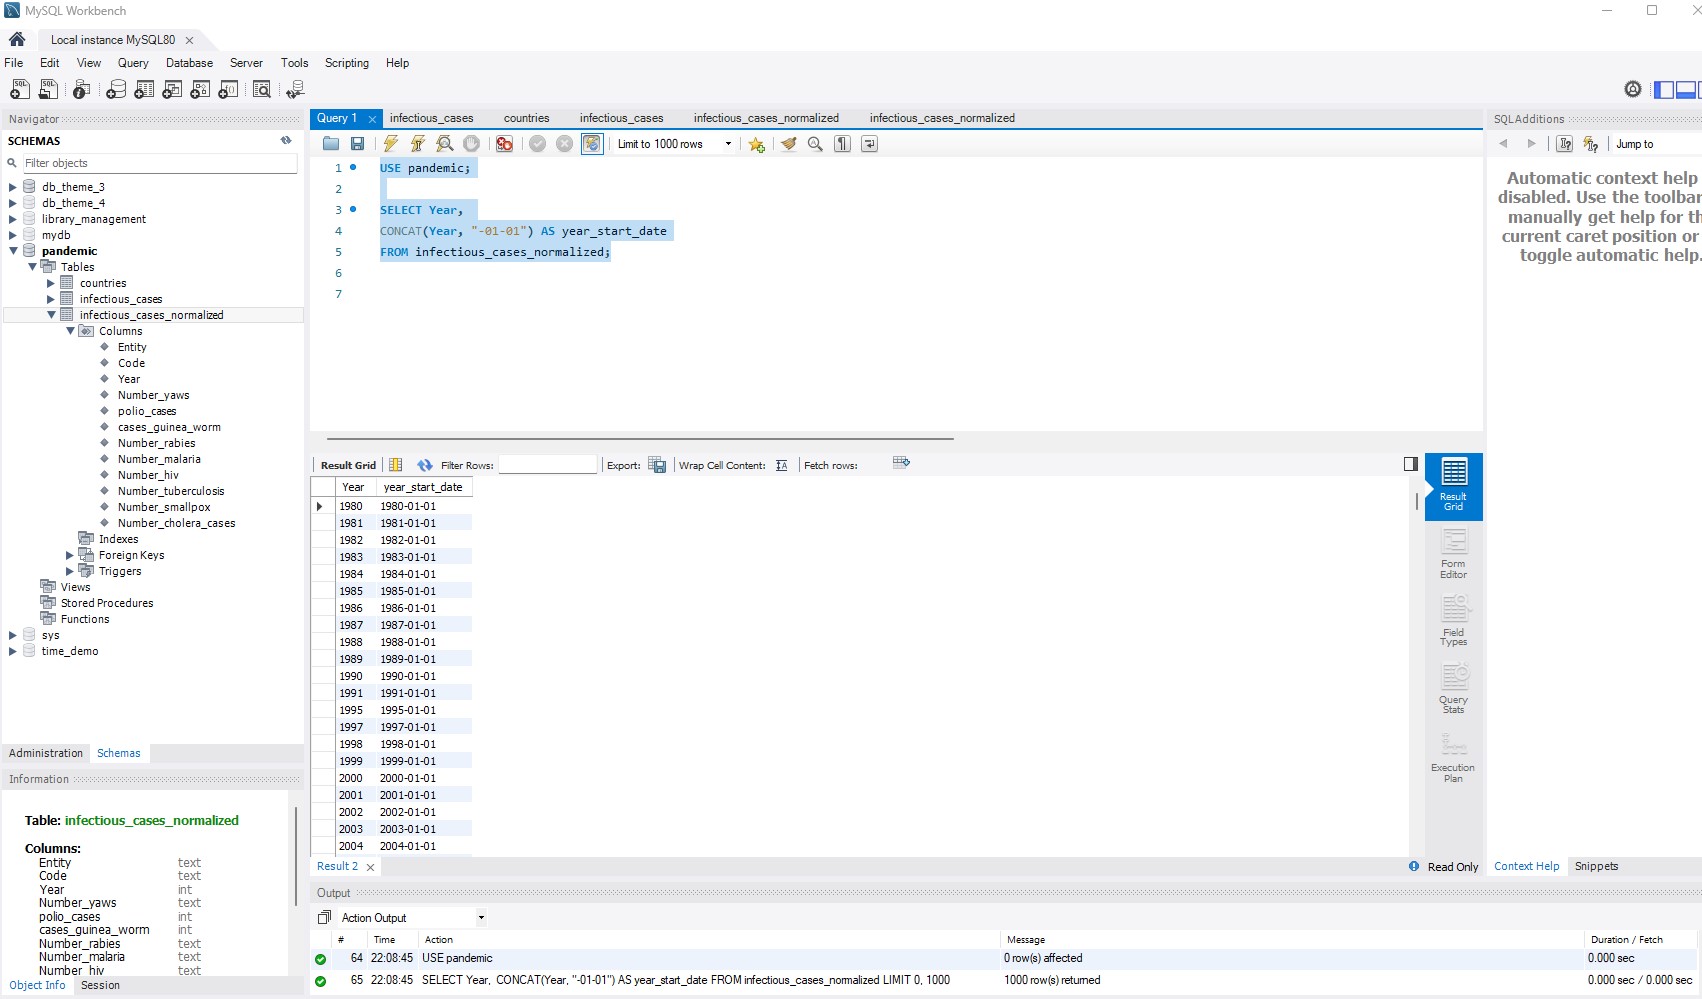 MySQL Workbench
Local instance MySQL80
File Edit View Query Database Server Tools Scripting Help
Navigator
SCHEMAS
Filter objects
db_theme_3
db_theme_4
library_management
mydb
pandemic
Tables
countries
infectious_cases
infectious_cases_normalized
Columns
Entity
Code
Year
Number_yaws
polio_cases
cases_guinea_worm
Number_rabies
Number_malaria
Number_hiv
Number_tuberculosis
Number_smallpox
Number_cholera_cases
Indexes
Foreign Keys
Triggers
Views
Stored Procedures
Functions
sys
time_demo
Administration Schemas
Information
Table: infectious_cases_normalized
Columns:
Entity text
Code text
Year int
Number_yaws text
polio_cases int
cases_guinea_worm int
Number_rabies text
Number_malaria text
Number_hiv text
Object Info Session
Query 1 infectious_cases countries infectious_cases infectious_cases_normalized infectious_cases_normalized
Limit to 1000 rows
1 USE pandemic;
2
3 SELECT Year,
4 CONCAT(Year, "-01-01") AS year_start_date
5 FROM infectious_cases_normalized;
6
7
Result Grid Filter Rows: Export: Wrap Cell Content: Fetch rows:
Year year_start_date
1980 1980-01-01
1981 1981-01-01
1982 1982-01-01
1983 1983-01-01
1984 1984-01-01
1985 1985-01-01
1986 1986-01-01
1987 1987-01-01
1988 1988-01-01
1989 1989-01-01
1990 1990-01-01
1991 1991-01-01
1995 1995-01-01
1997 1997-01-01
1998 1998-01-01
1999 1999-01-01
2000 2000-01-01
2001 2001-01-01
2002 2002-01-01
2003 2003-01-01
2004 2004-01-01
Result Grid
Form Editor
Field Types
Query Stats
Execution Plan
Result 2
Read Only
SQLAdditions
Jump to
Automatic context help
disabled. Use the toolbar
manually get help for th
current caret position or
toggle automatic help.
Context Help Snippets
Output
Action Output
# Time Action Message Duration / Fetch
64 22:08:45 USE pandemic 0 row(s) affected 0.000 sec
65 22:08:45 SELECT Year, CONCAT(Year, "-01-01") AS year_start_date FROM infectious_cases_normalized LIMIT 0, 1000 1000 row(s) returned 0.000 sec / 0.000 sec